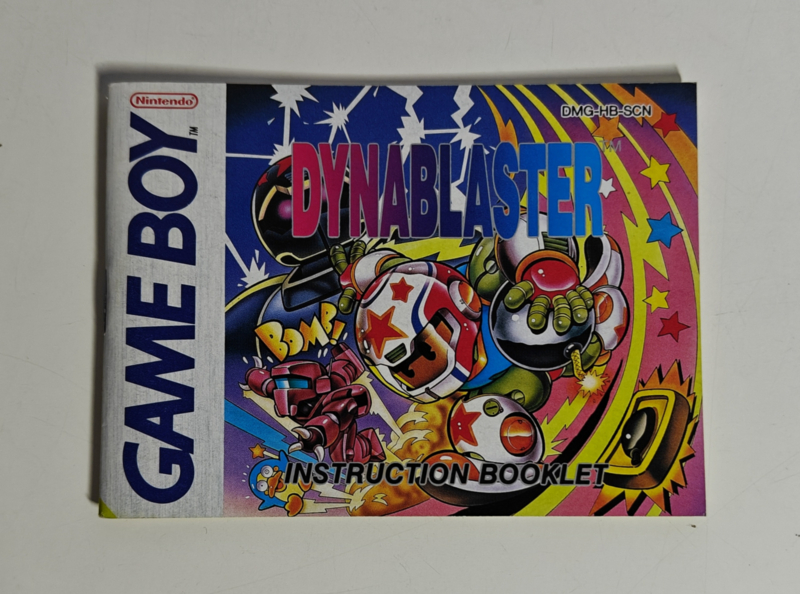 Nintendo
GAME BOY TM
DMG-HB-SCN
DYNABLASTER TM
BOMB!
INSTRUCTION BOOKLET